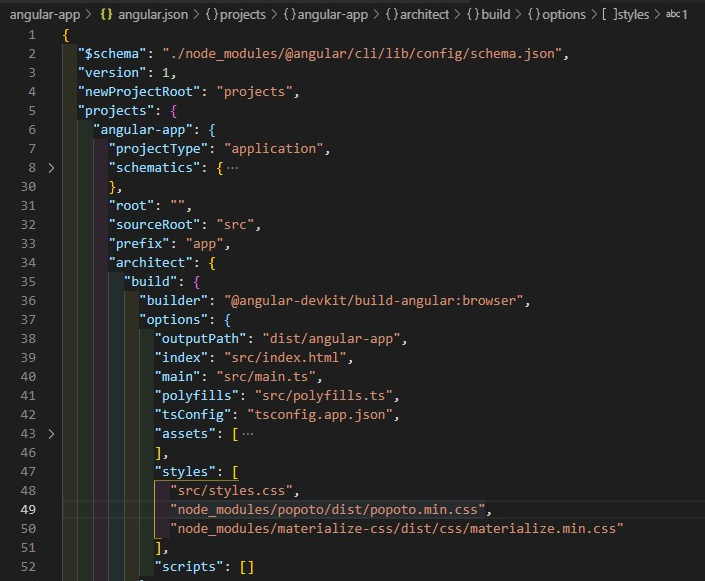 angular-app > {} angular.json > {} projects > {} angular-app > {} architect > {} build > {} options > [ ] styles > abc 1
1 {
2 "$schema": "./node_modules/@angular/cli/lib/config/schema.json",
3 "version": 1,
4 "newProjectRoot": "projects",
5 "projects": {
6 "angular-app": {
7 "projectType": "application",
8 > "schematics": { ···
30 },
31 "root": "",
32 "sourceRoot": "src",
33 "prefix": "app",
34 "architect": {
35 "build": {
36 "builder": "@angular-devkit/build-angular:browser",
37 "options": {
38 "outputPath": "dist/angular-app",
39 "index": "src/index.html",
40 "main": "src/main.ts",
41 "polyfills": "src/polyfills.ts",
42 "tsConfig": "tsconfig.app.json",
43 > "assets": [ ···
46 ],
47 "styles": [
48 "src/styles.css",
49 "node_modules/popoto/dist/popoto.min.css",
50 "node_modules/materialize-css/dist/css/materialize.min.css"
51 ],
52 "scripts": []